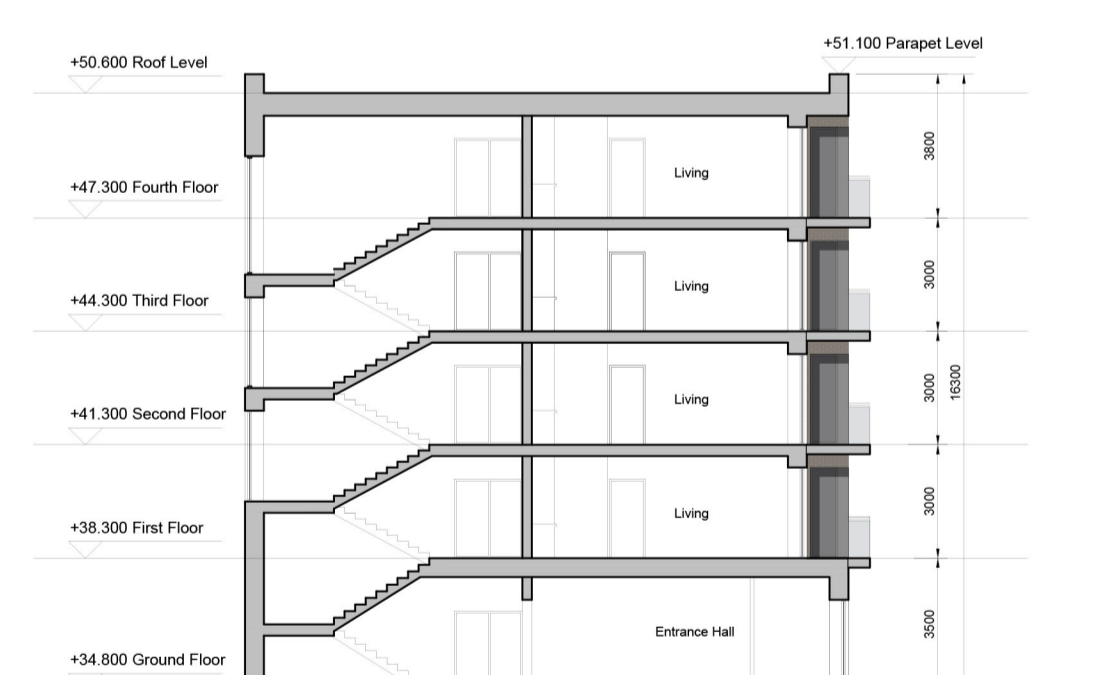 +51.100 Parapet Level
+50.600 Roof Level
3800
Living
+47.300 Fourth Floor
3000
Living
+44.300 Third Floor
3000
16300
Living
+41.300 Second Floor
3000
Living
+38.300 First Floor
3500
Entrance Hall
+34.800 Ground Floor